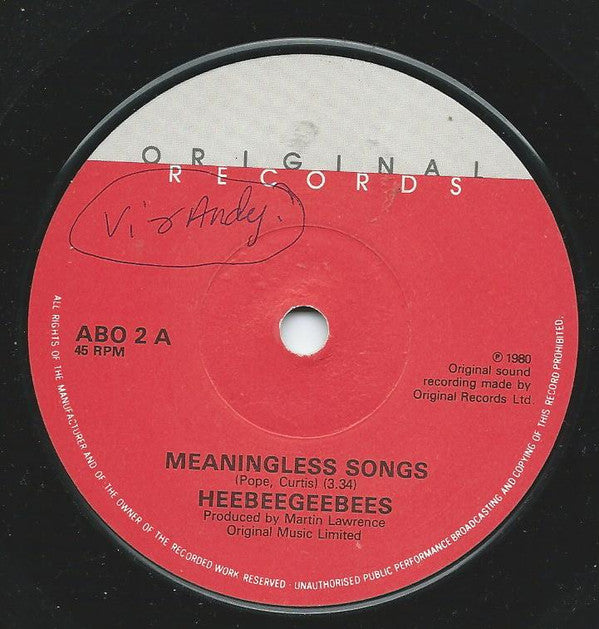 ORIGINAL
RECORDS
Vi & Andy.
ABO 2 A
45 RPM
℗ 1980
Original sound
recording made by
Original Records Ltd.
MEANINGLESS SONGS
(Pope, Curtis) (3.34)
HEEBEEGEEBEES
Produced by Martin Lawrence
Original Music Limited
ALL RIGHTS OF THE MANUFACTURER AND OF THE OWNER OF THE RECORDED WORK RESERVED - UNAUTHORISED PUBLIC PERFORMANCE BROADCASTING AND COPYING OF THIS RECORD PROHIBITED.